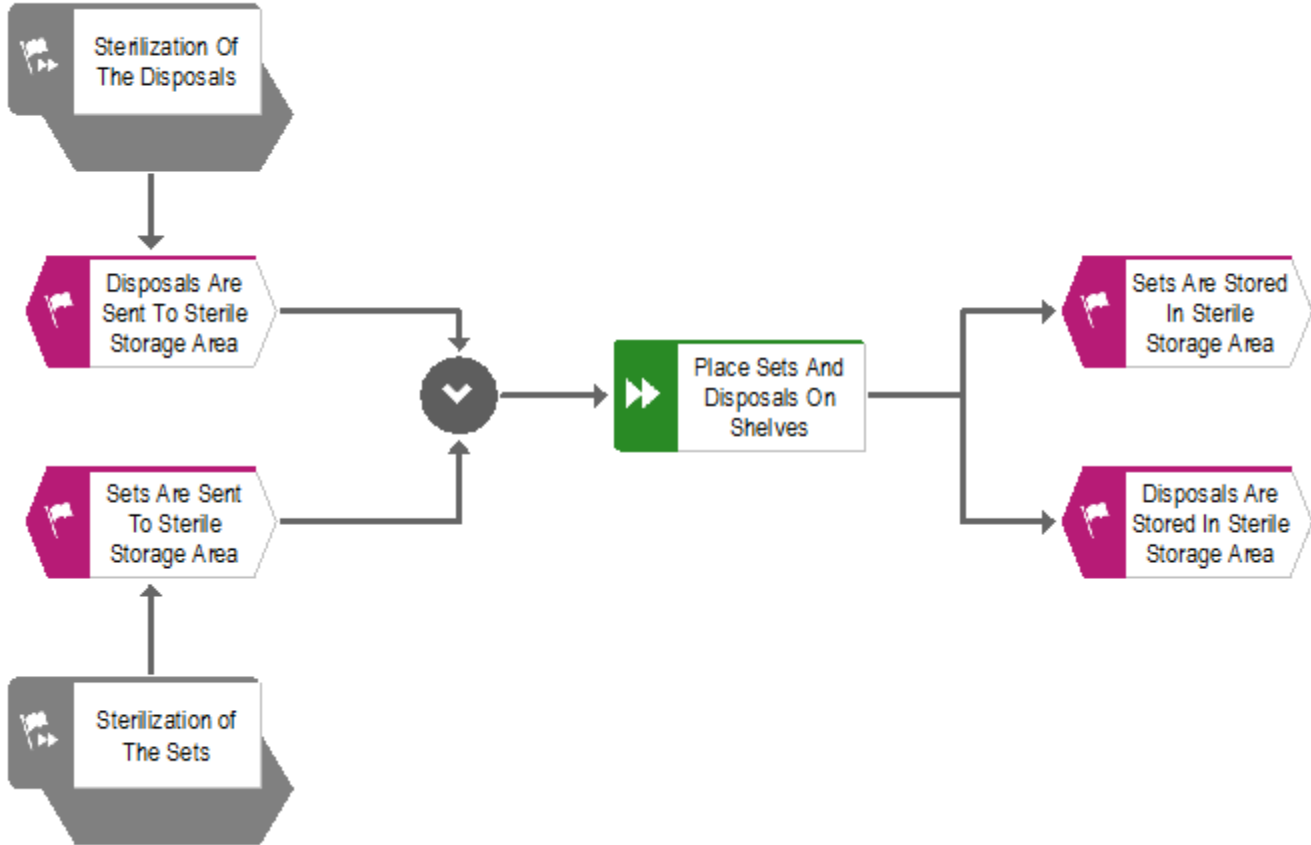 Sterilization Of
The Disposals
Disposals Are
Sent To Sterile
Storage Area
Sets Are Sent
To Sterile
Storage Area
Sterilization of
The Sets
Place Sets And
Disposals On
Shelves
Sets Are Stored
In Sterile
Storage Area
Disposals Are
Stored In Sterile
Storage Area